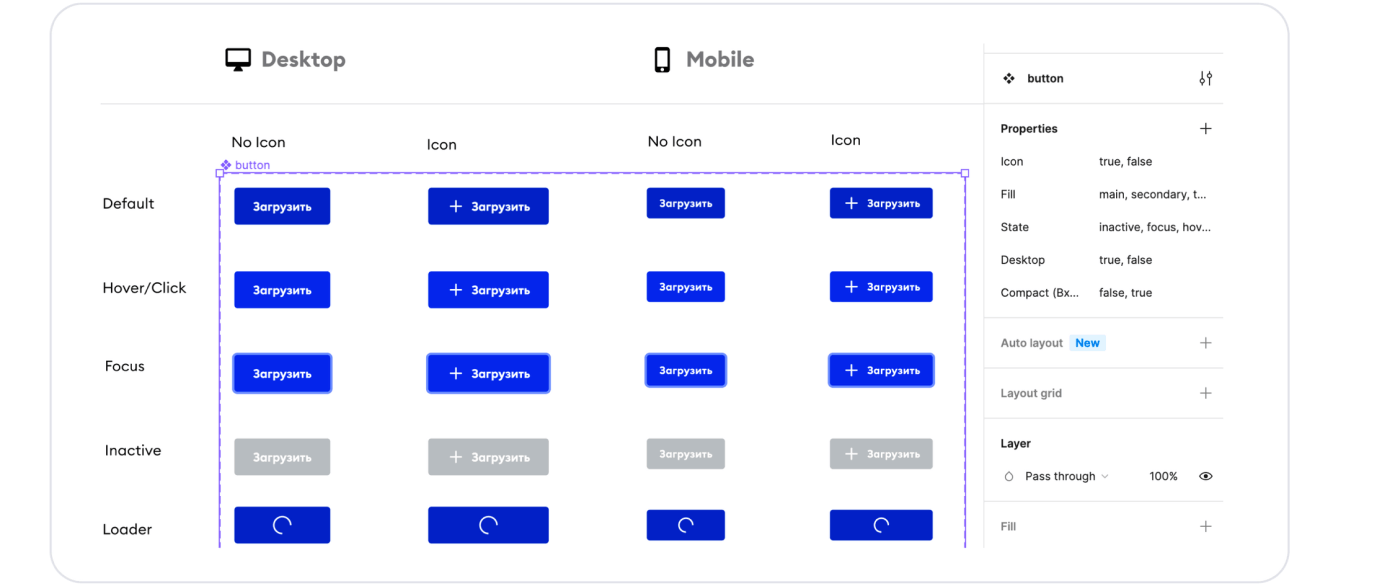 Desktop
Mobile
No Icon
Icon
No Icon
Icon
button
Default
Загрузить
Загрузить
Загрузить
Загрузить
Hover/Click
Загрузить
Загрузить
Загрузить
Загрузить
Focus
Загрузить
Загрузить
Загрузить
Загрузить
Inactive
Загрузить
Загрузить
Загрузить
Загрузить
Loader
button
Properties
Icon true, false
Fill main, secondary, t...
State inactive, focus, hov...
Desktop true, false
Compact (Bx... false, true
Auto layout New
Layout grid
Layer
Pass through 100%
Fill